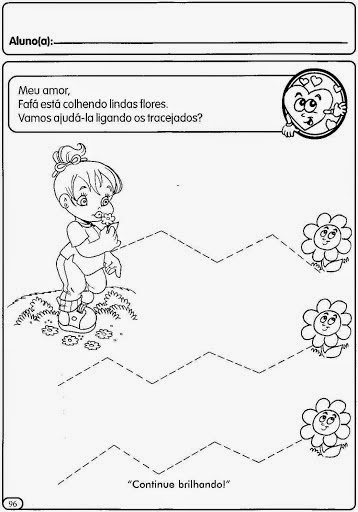 Aluno(a):
Meu amor,
Fafá está colhendo lindas flores.
Vamos ajudá-la ligando os tracejados?
"Continue brilhando!"
96